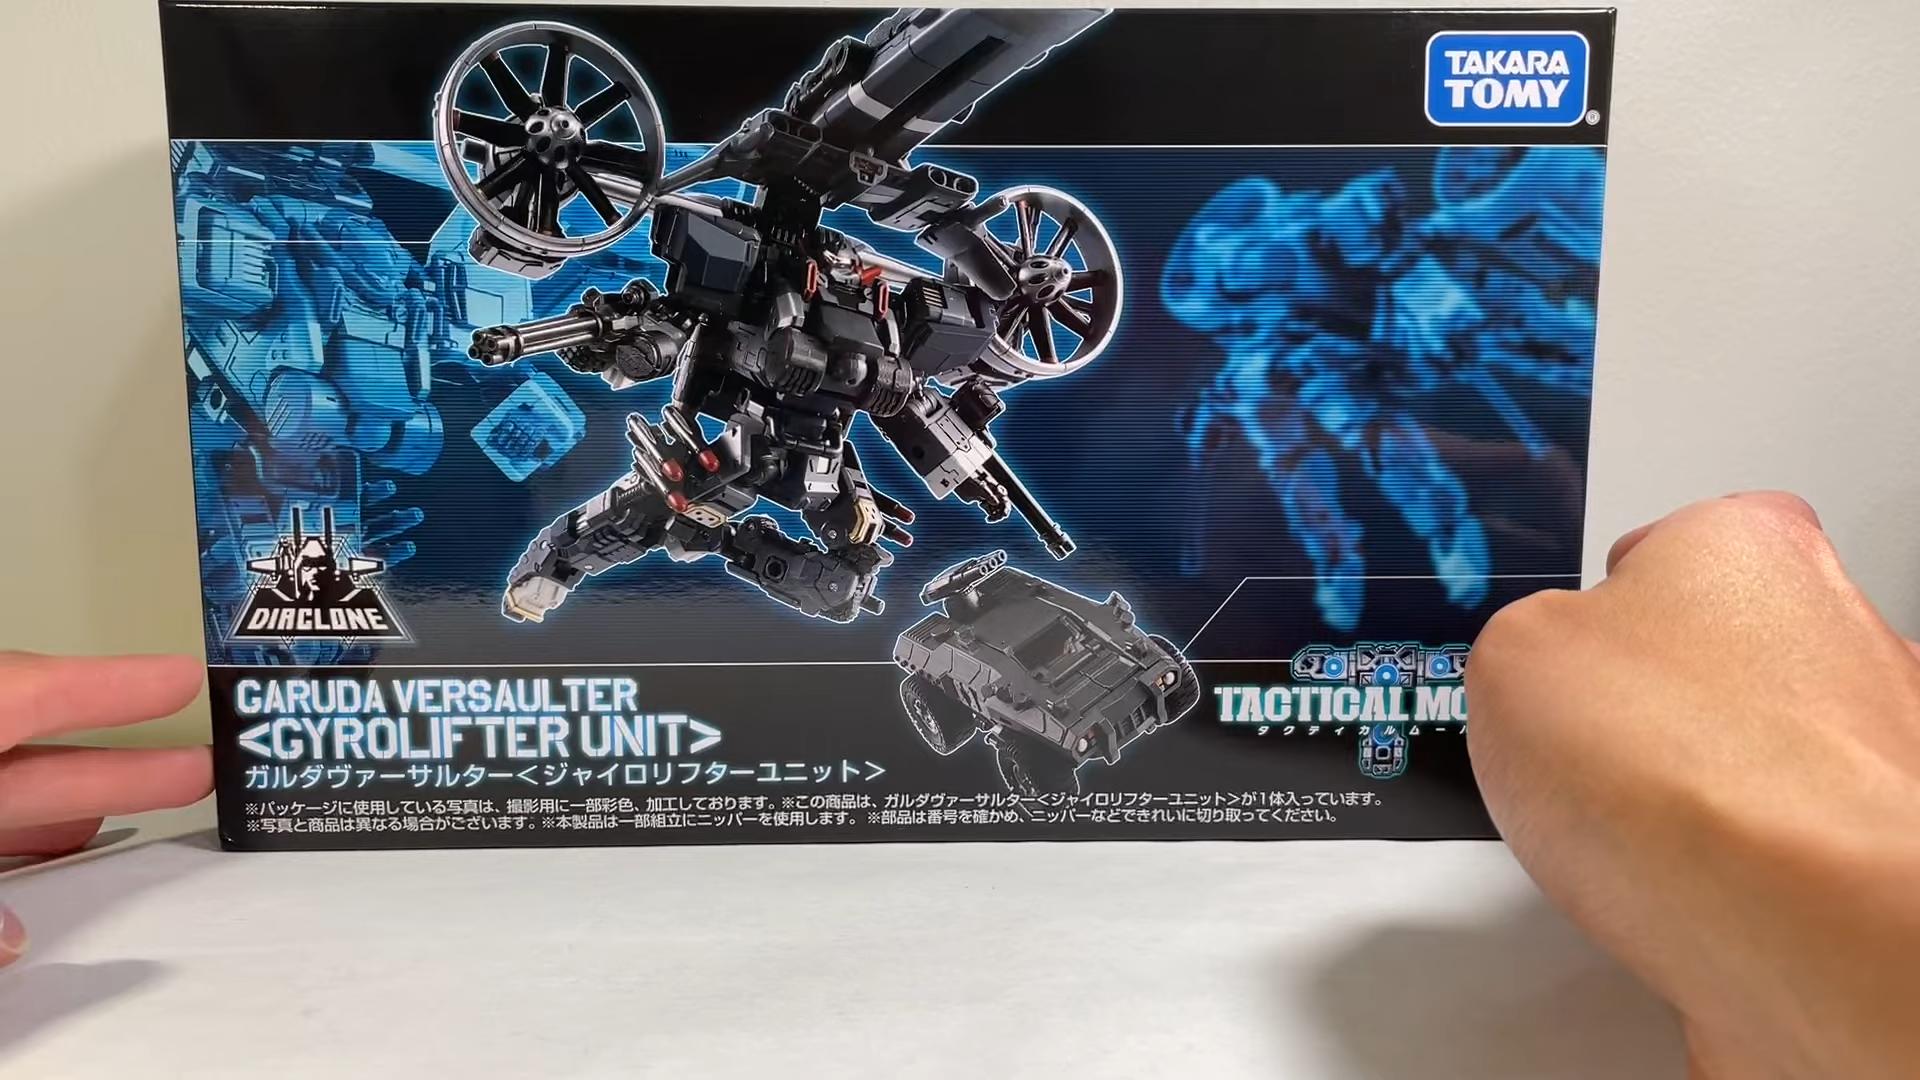 TAKARA
TOMY
®
DIACLONE
GARUDA VERSAULTER
<GYROLIFTER UNIT>
ガルダヴァーサルター<ジャイロリフターユニット>
※パッケージに使用している写真は、撮影用に一部彩色、加工しております。※この商品は、ガルダヴァーサルター<ジャイロリフターユニット>が1体入っています。
※写真と商品は異なる場合がございます。※本製品は一部組立にニッパーを使用します。 ※部品は番号を確かめ、ニッパーなどできれいに切り取ってください。
TACTICAL MO
タクティカルムー